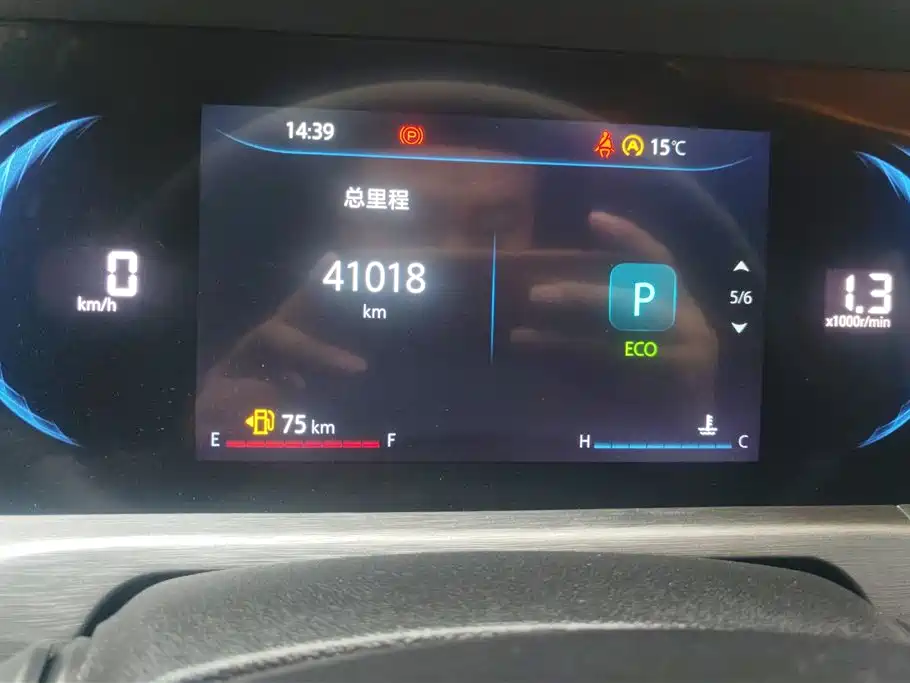 14:39
P
A
15℃
总里程
41018
km
0
km/h
P
ECO
5/6
1.3
x1000r/min
75 km
E
F
H
C